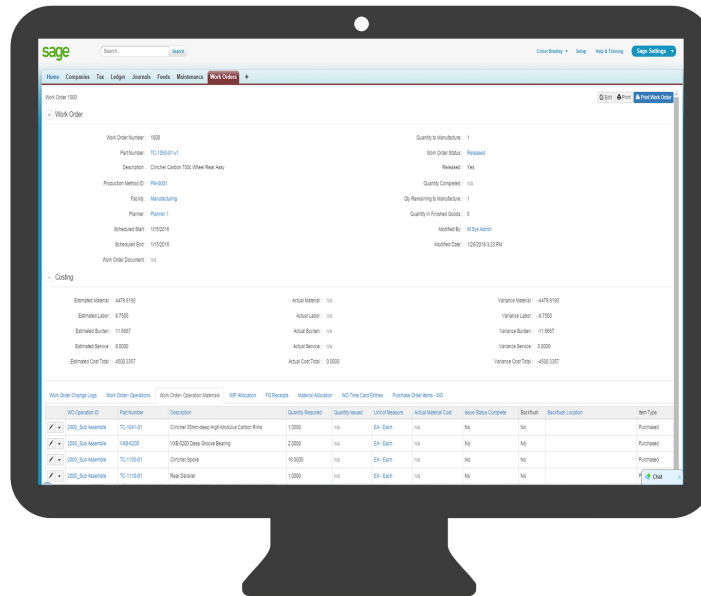 sage
Search... Search
Conor Bradley Setup Help & Training Sage Settings
Home Companies Tax Ledger Journals Feeds Maintenance Work Orders +
Work Order 1000
Edit Print Print Work Order
Work Order
Work Order Number : 1000 Quantity to Manufacture : 1
Part Number : TC-1050-01-v1 Work Order Status : Released
Description : Clincher Carbon 700c Wheel Rear Assy Released : Yes
Production Method ID : PM-0001 Quantity Completed : n/a
Facility : Manufacturing Qty Remaining to Manufacture : 1
Planner : Planner 1 Quantity in Finished Goods : 0
Scheduled Start : 1/15/2016 Modified By : KI Sys Admin
Scheduled End : 1/15/2016 Modified Date : 1/28/2016 3:23 PM
Work Order Document : n/a
Costing
Estimated Material : 4479.9190 Actual Material : n/a Variance Material : -4479.9190
Estimated Labor : 8.7500 Actual Labor : n/a Variance Labor : -8.7500
Estimated Burden : 11.6667 Actual Burden : n/a Variance Burden : -11.6667
Estimated Service : 0.0000 Actual Service : n/a Variance Service : 0.0000
Estimated Cost Total : 4500.3357 Actual Cost Total : 0.0000 Variance Cost Total : -4500.3357
Work Order Change Logs Work Order- Operations Work Order- Operation Materials WIP Allocation FG Receipts Material Allocation WO Time Card Entries Purchase Order Items - WO
WO Operation ID Part Number Description Quantity Required Quantity Issued Unit of Measure Actual Material Cost Issue Status Complete Backflush Backflush Location Item Type
2000_Sub Assemble TC-1041-01 Clincher 35mm-deep High-Modulus Carbon Rims 1.0000 n/a EA - Each n/a No No Purchased
2000_Sub Assemble VXB-6200 VXB 6200 Deep Groove Bearing 2.0000 n/a EA - Each n/a No No Purchased
2000_Sub Assemble TC-1100-01 Clincher Spoke 16.0000 n/a EA - Each n/a No No Purchased
2000_Sub Assemble TC-1110-01 Rear Derailer 1.0000 n/a EA - Each n/a No No
Chat